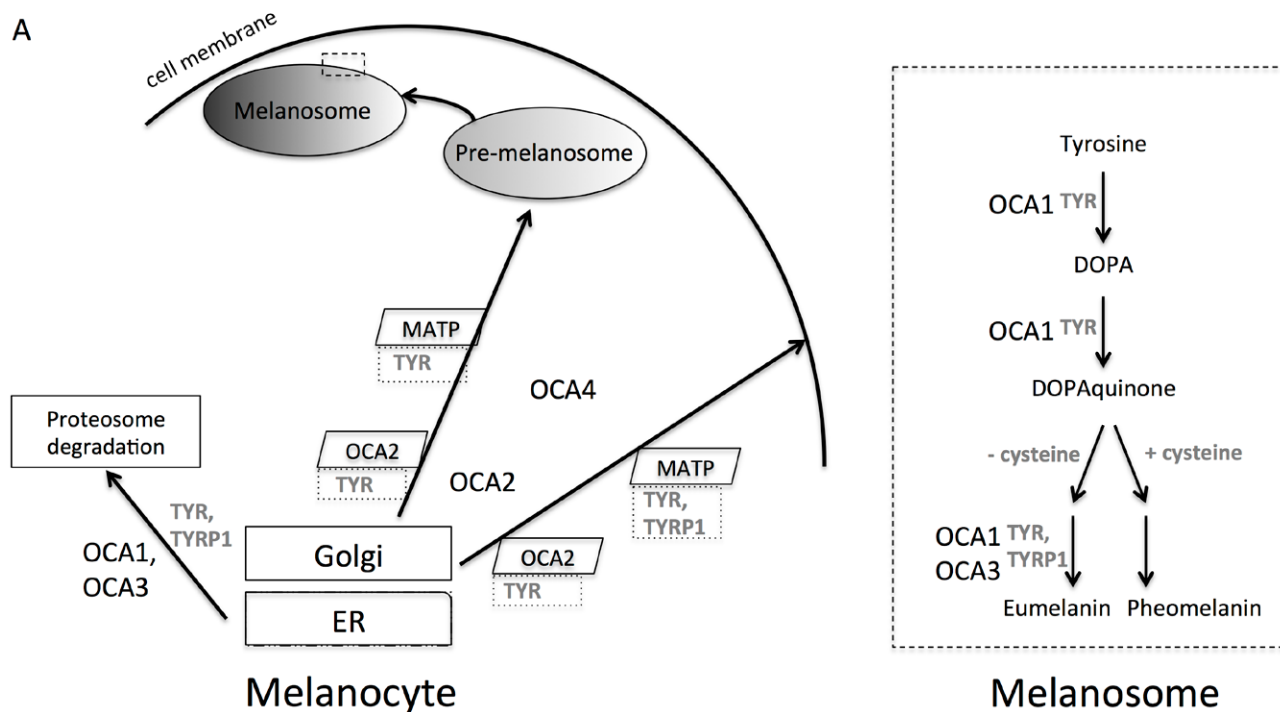 A
cell membrane
Melanosome
Pre-melanosome
MATP
TYR
OCA4
Proteosome
degradation
OCA2
TYR
OCA2
MATP
TYR,
TYRP1
TYR,
TYRP1
OCA1,
OCA3
Golgi
OCA2
TYR
ER
Melanocyte
Tyrosine
OCA1 TYR
DOPA
OCA1 TYR
DOPAquinone
- cysteine + cysteine
OCA1 TYR,
OCA3 TYRP1
Eumelanin Pheomelanin
Melanosome